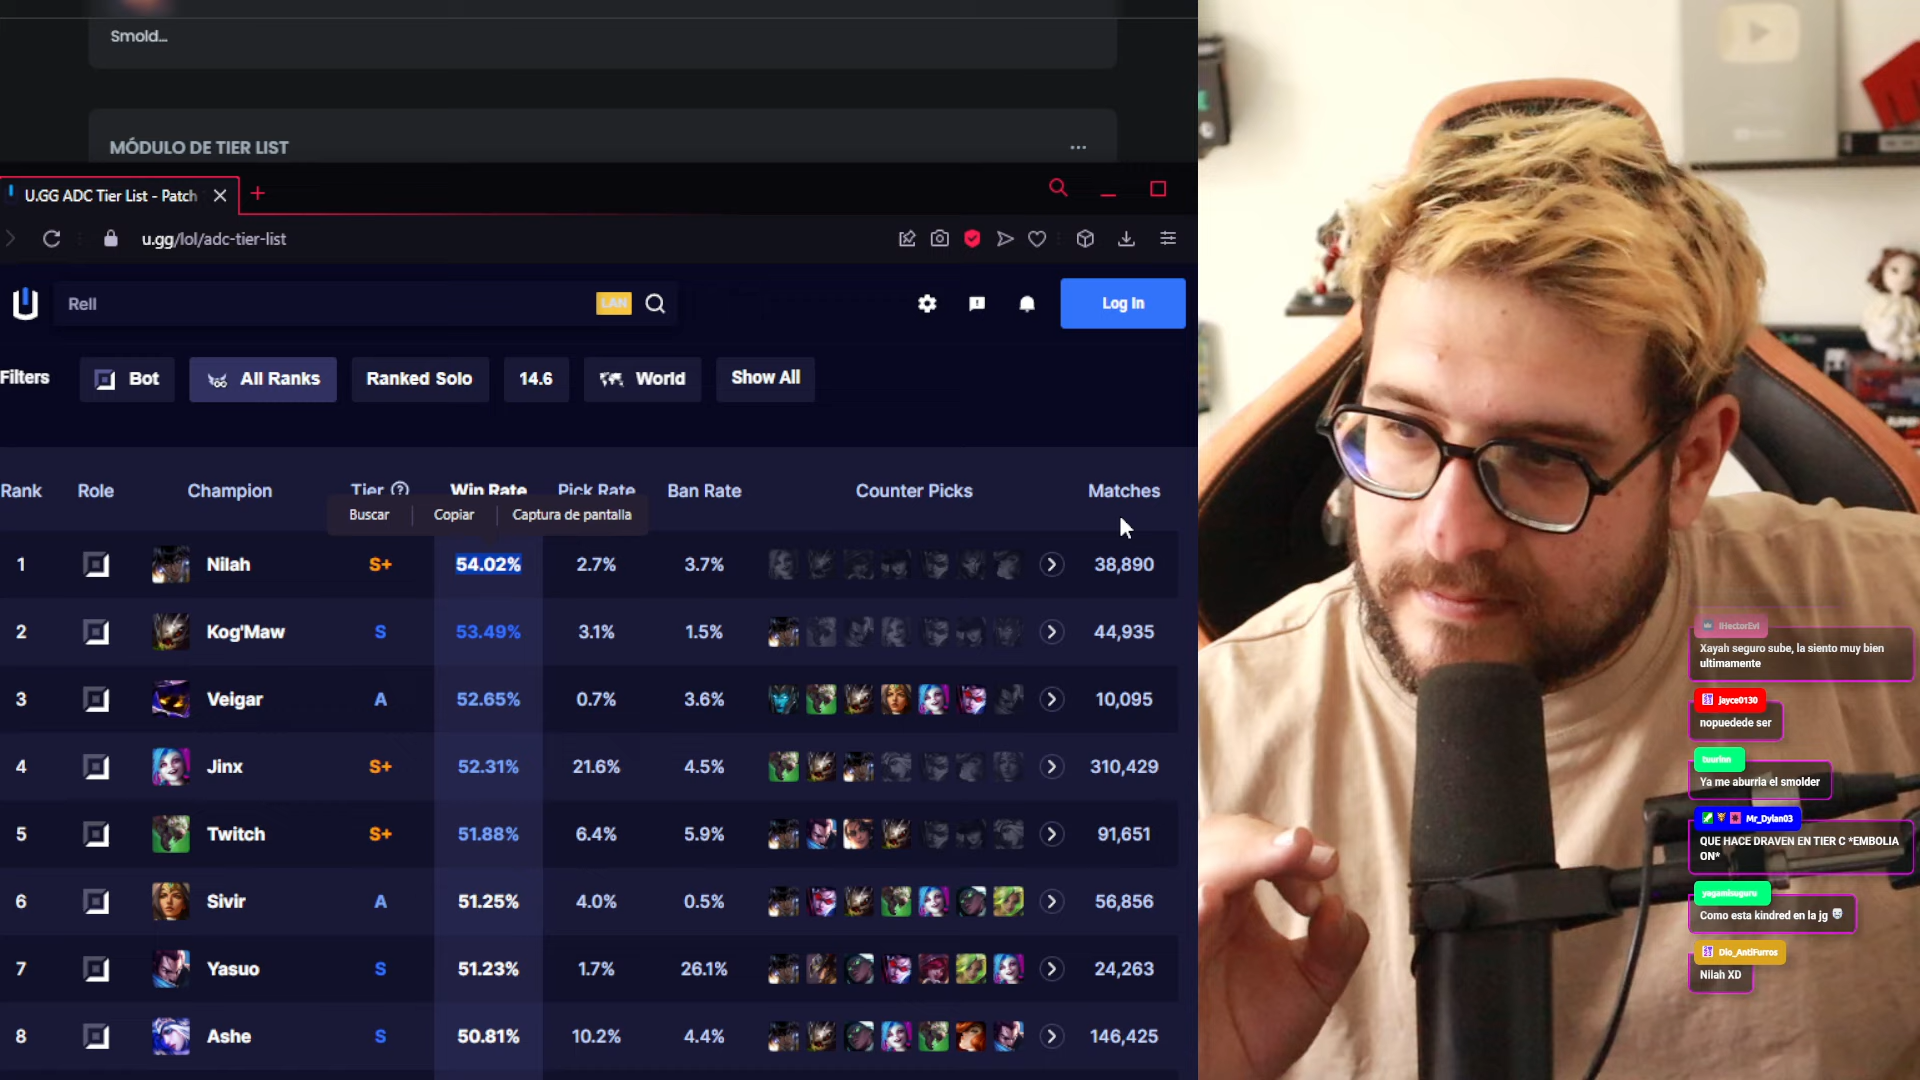 Smold...
MÓDULO DE TIER LIST
U.GG ADC Tier List - Patch
u.gg/lol/adc-tier-list
Rell LAN Log In
Filters Bot All Ranks Ranked Solo 14.6 World Show All
Rank Role Champion Tier Win Rate Pick Rate Ban Rate Counter Picks Matches
Buscar Copiar Captura de pantalla
1 Nilah S+ 54.02% 2.7% 3.7% 38,890
2 Kog'Maw S 53.49% 3.1% 1.5% 44,935
3 Veigar A 52.65% 0.7% 3.6% 10,095
4 Jinx S+ 52.31% 21.6% 4.5% 310,429
5 Twitch S+ 51.88% 6.4% 5.9% 91,651
6 Sivir A 51.25% 4.0% 0.5% 56,856
7 Yasuo S 51.23% 1.7% 26.1% 24,263
8 Ashe S 50.81% 10.2% 4.4% 146,425
Xayah seguro sube, la siento muy bien
ultimamente
Jayce0130
nopuedede ser
Ya me aburria el smolder
Mr_Dylan03
QUE HACE DRAVEN EN TIER C *EMBOLIA
ON*
Como esta kindred en la jg
Dio_AntiFurros
Nilah XD